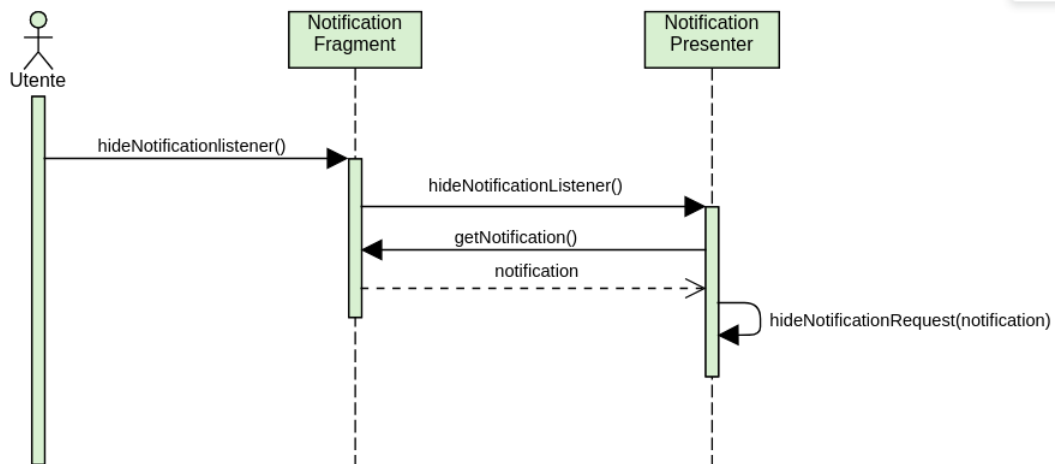 Notification
Fragment
Notification
Presenter
Utente
hideNotificationlistener()
hideNotificationListener()
getNotification()
notification
hideNotificationRequest(notification)